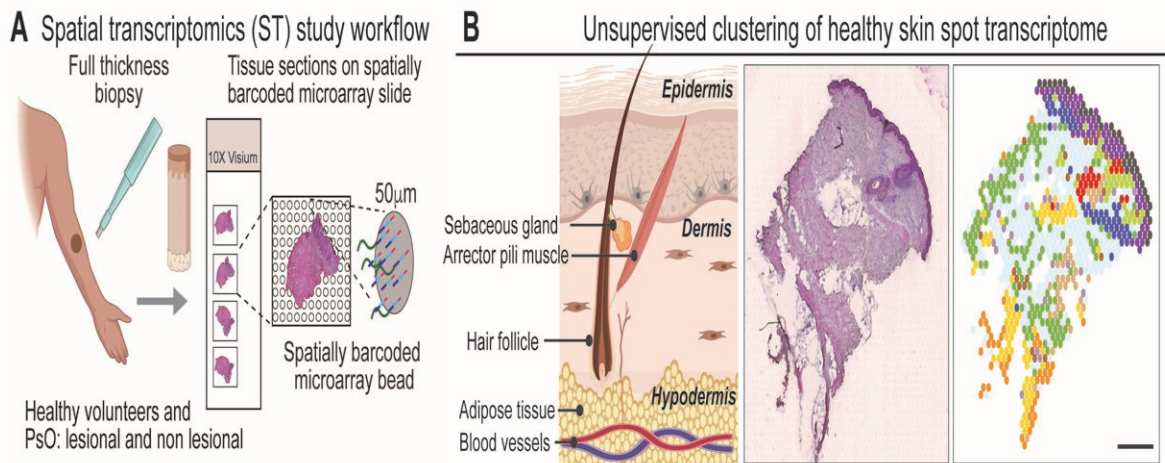 A Spatial transcriptomics (ST) study workflow
Full thickness
biopsy
Tissue sections on spatially
barcoded microarray slide
10X Visium
50μm
Spatially barcoded
microarray bead
Healthy volunteers and
PsO: lesional and non lesional
B Unsupervised clustering of healthy skin spot transcriptome
Epidermis
Sebaceous gland
Dermis
Arrector pili muscle
Hair follicle
Hypodermis
Adipose tissue
Blood vessels